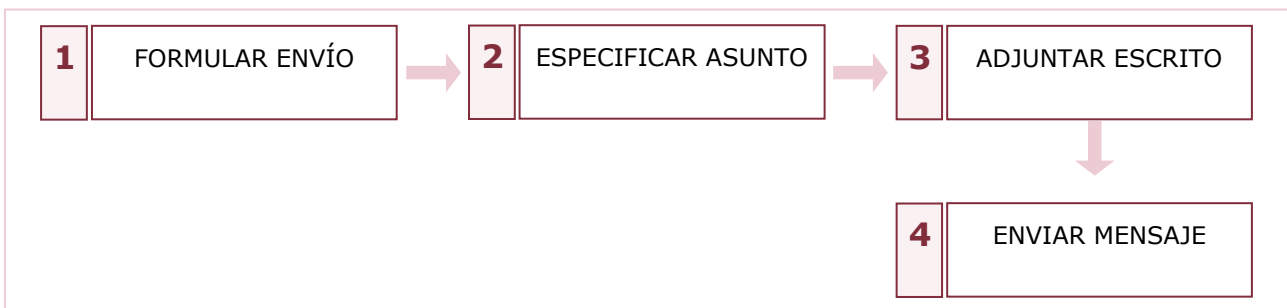 1 FORMULAR ENVÍO
2 ESPECIFICAR ASUNTO
3 ADJUNTAR ESCRITO
4 ENVIAR MENSAJE